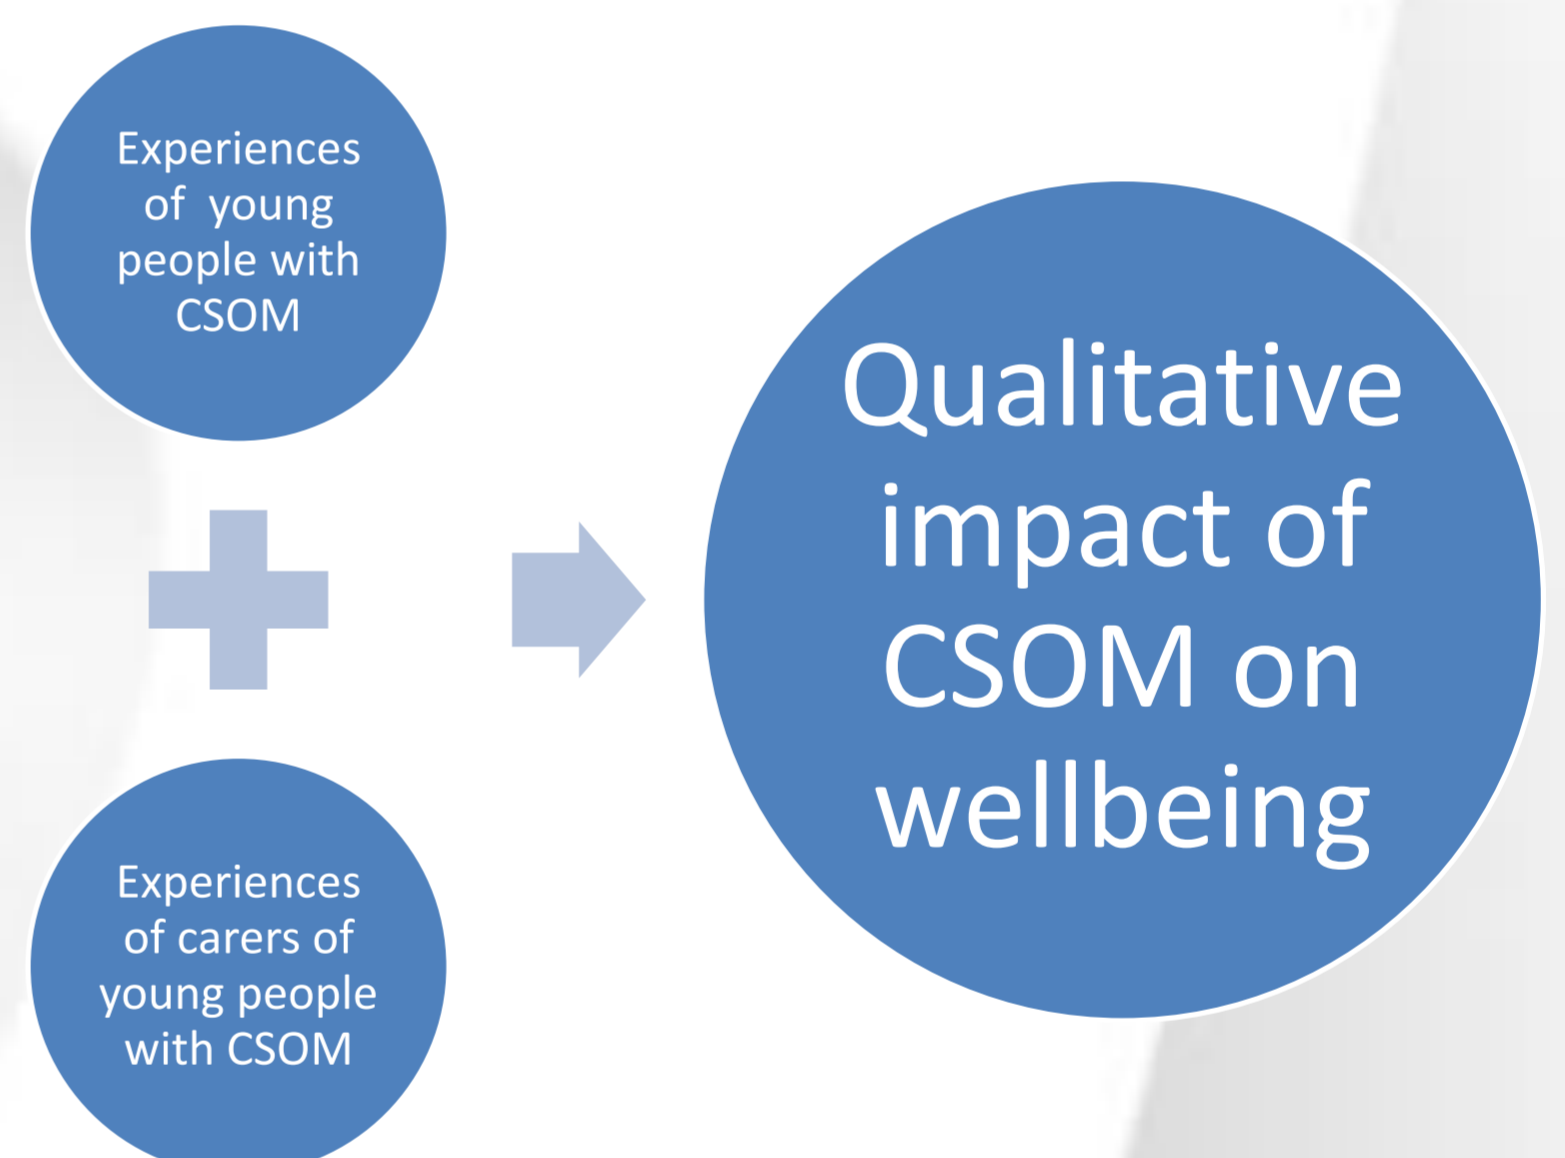 Experiences
of  young
people with
CSOM
Experiences
of carers of
young people
with CSOM
Qualitative
impact of
CSOM on
wellbeing